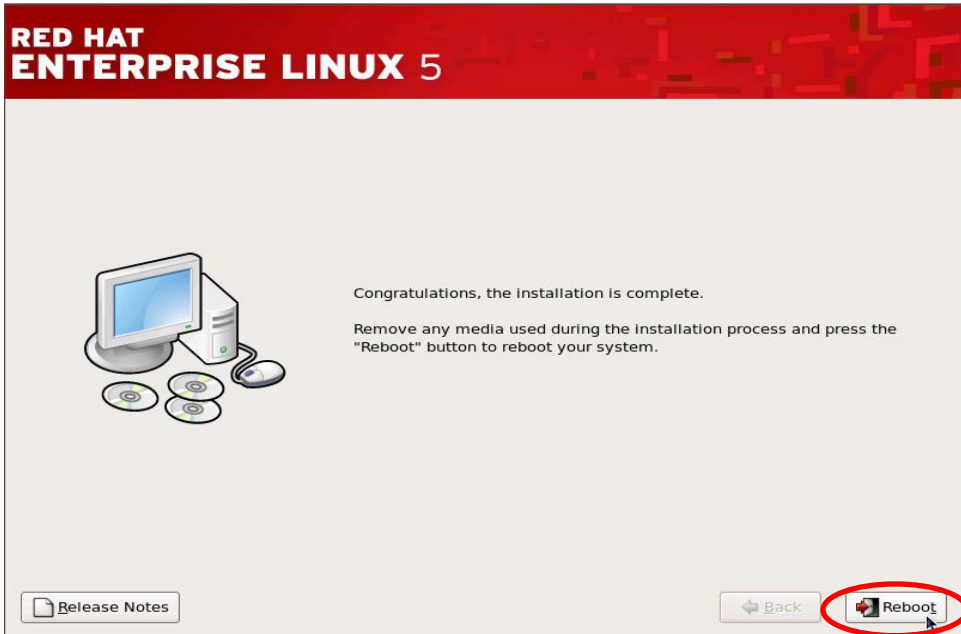 RED HAT
ENTERPRISE LINUX 5
Congratulations, the installation is complete.
Remove any media used during the installation process and press the
"Reboot" button to reboot your system.
Release Notes
Back
Reboot